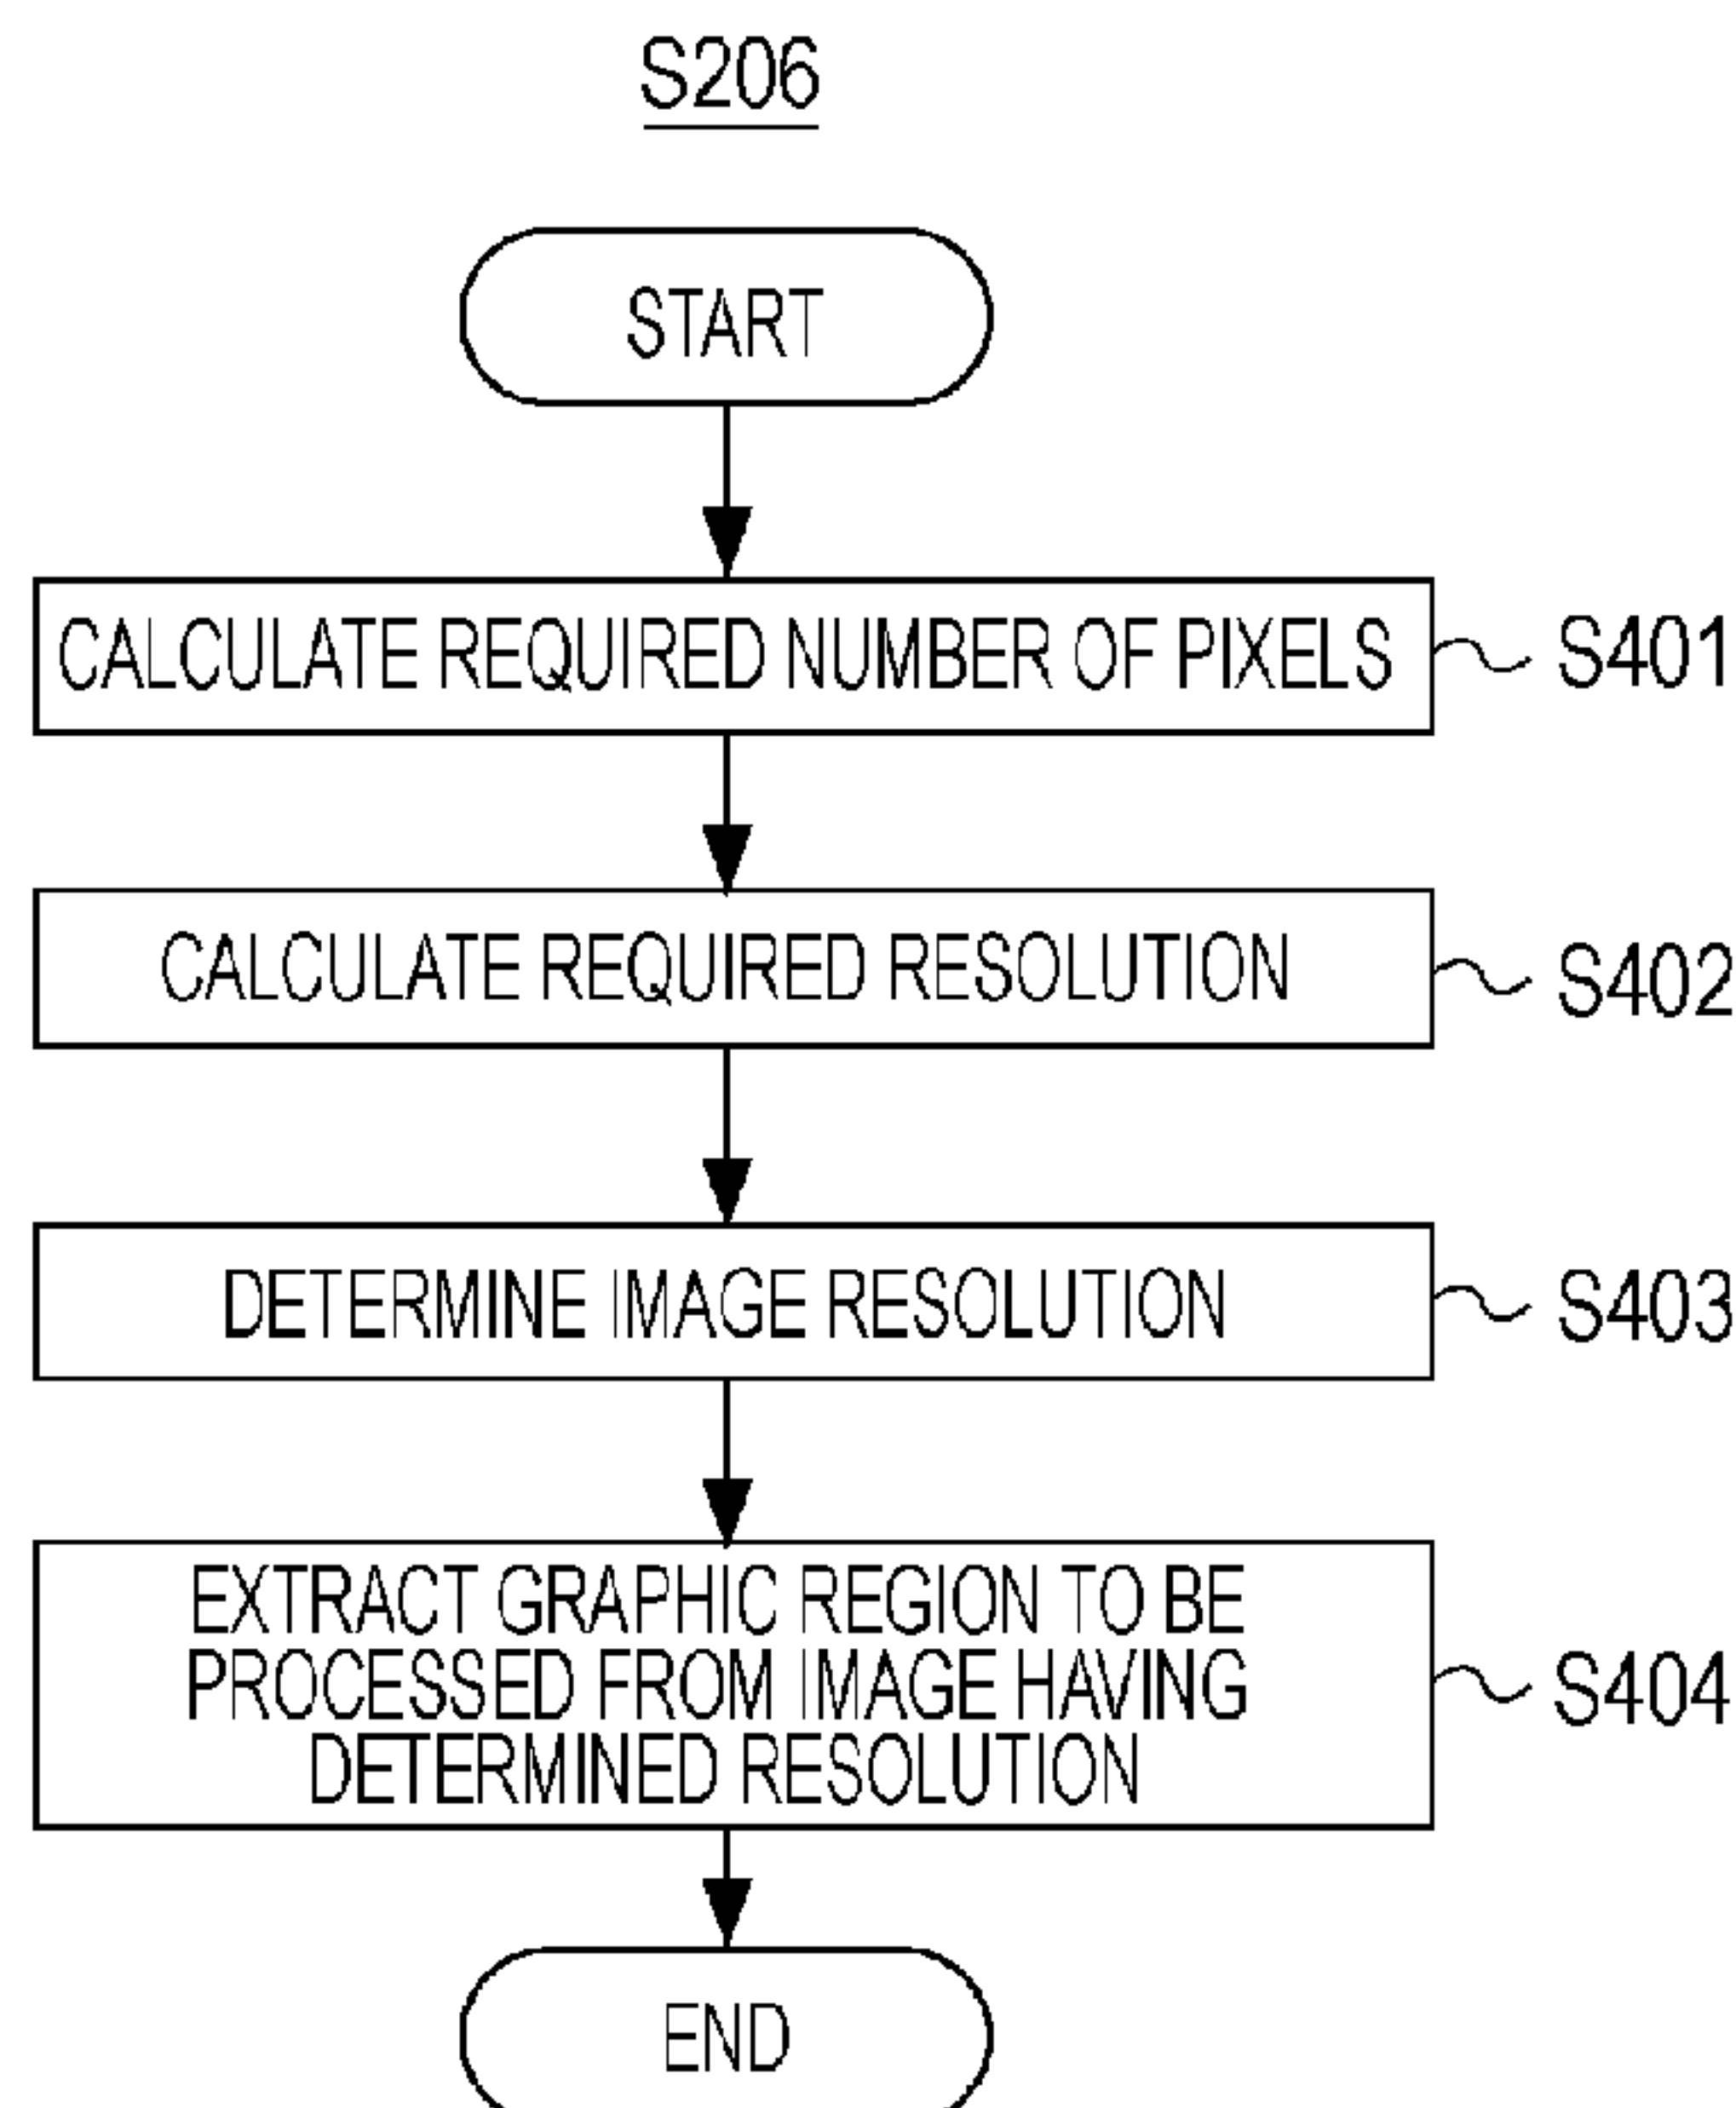 S206
START
CALCULATE REQUIRED NUMBER OF PIXELS
S401
CALCULATE REQUIRED RESOLUTION
S402
DETERMINE IMAGE RESOLUTION
S403
EXTRACT GRAPHIC REGION TO BE
PROCESSED FROM IMAGE HAVING
DETERMINED RESOLUTION
S404
END